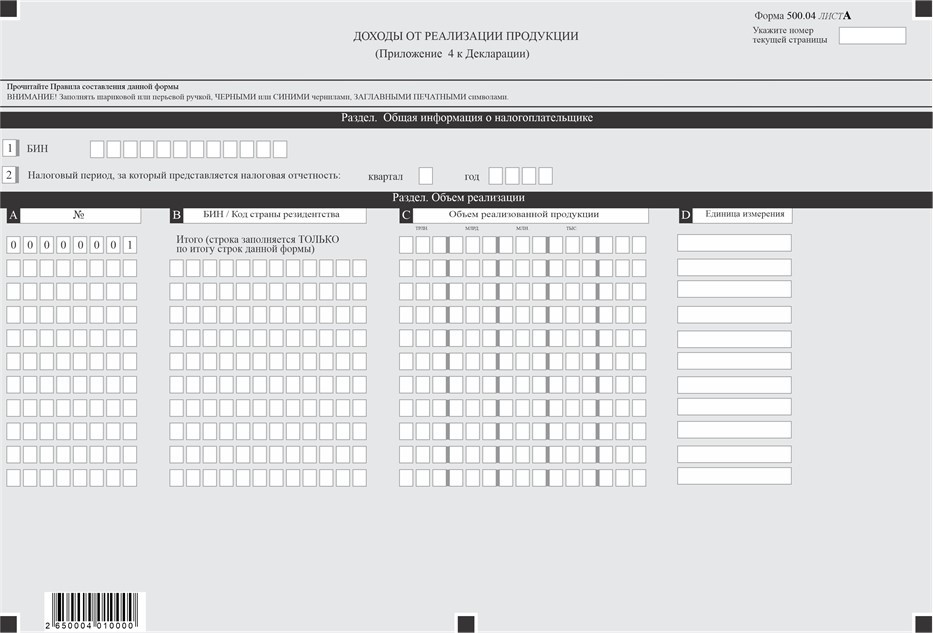 Форма 500.04 ЛИСТА
ДОХОДЫ ОТ РЕАЛИЗАЦИИ ПРОДУКЦИИ
(Приложение 4 к Декларации)
Укажите номер
текущей страницы
Прочитайте Правила составления данной формы
ВНИМАНИЕ! Заполнять шариковой или перьевой ручкой, ЧЕРНЫМИ или СИНИМИ чернилами, ЗАГЛАВНЫМИ ПЕЧАТНЫМИ символами.
Раздел. Общая информация о налогоплательщике
1 БИН
2 Налоговый период, за который представляется налоговая отчетность: квартал год
Раздел. Объем реализации
A № B БИН / Код страны резидентства C Объем реализованной продукции D Единица измерения
ТРЛН МЛРД МЛН ТЫС
0 0 0 0 0 0 0 1 Итого (строка заполняется ТОЛЬКО
по итогу строк данной формы)
2 650004 010000